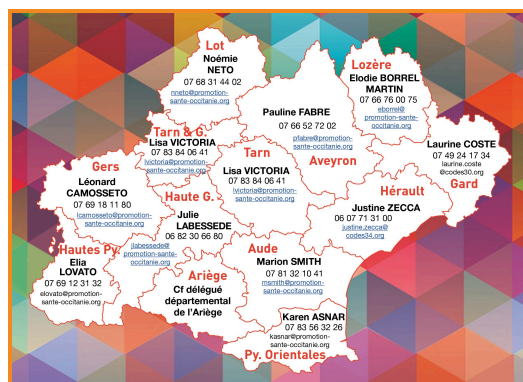 Lot
Noémie
NETO
07 68 31 44 02
nneto@promotion-
sante-occitanie.org
Lozère
Elodie BORREL
MARTIN
07 66 76 00 75
eborrel@
promotion-
sante-occitanie.org
Pauline FABRE
07 66 52 72 02
pfabre@promotion-
sante-occitanie.org
Aveyron
Tarn & G.
Lisa VICTORIA
07 83 84 06 41
lvictoria@promotion-
sante-occitanie.org
Tarn
Lisa VICTORIA
07 83 84 06 41
lvictoria@promotion-
sante-occitanie.org
Laurine COSTE
07 49 24 17 34
laurine.coste
@codes30.org
Gard
Gers
Léonard
CAMOSSETO
07 69 18 11 80
lcamosseto@promotion-
sante-occitanie.org
Haute G.
Julie
LABESSEDE
06 82 30 66 80
jlabessede@
promotion-
sante-occitanie.org
Hérault
Justine ZECCA
06 07 71 31 00
justine.zecca@
codes34.org
Hautes Py.
Elia
LOVATO
07 69 12 31 32
elovato@promotion-
sante-occitanie.org
Ariège
Cf délégué
départemental
de l'Ariège
Aude
Marion SMITH
07 81 32 10 41
msmith@promotion-
sante-occitanie.org
Karen ASNAR
07 83 56 32 26
kasnar@promotion-
sante-occitanie.org
Py. Orientales